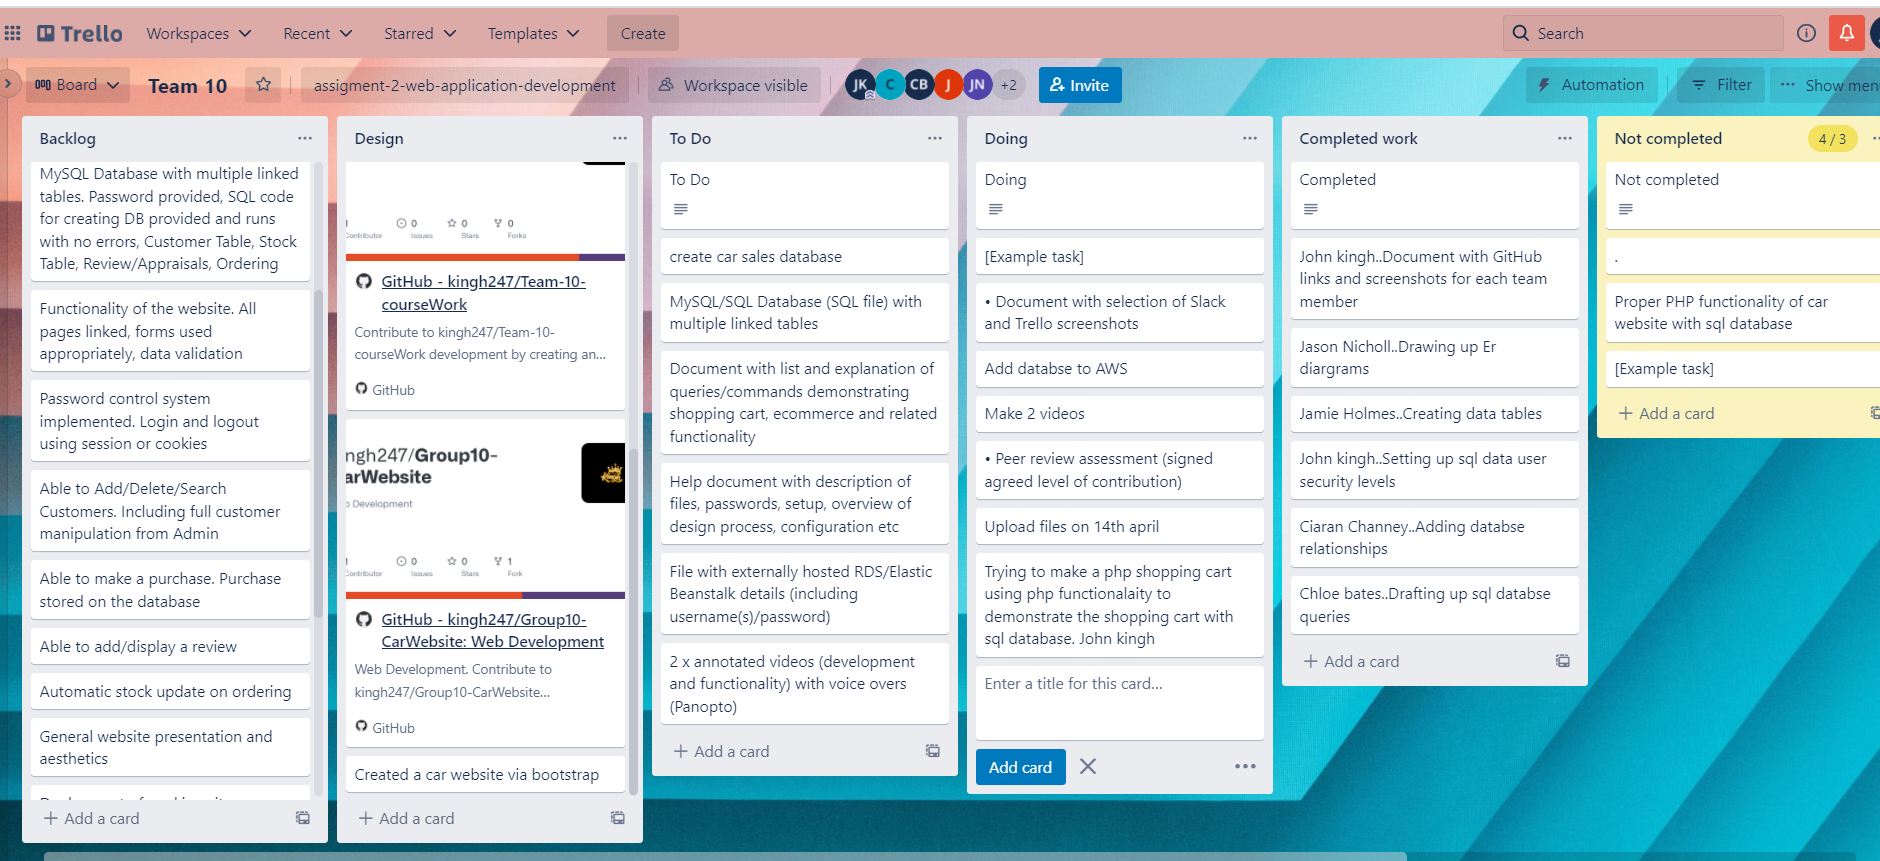 Trello
Workspaces
Recent
Starred
Templates
Create
Search
Board
Team 10
assigment-2-web-application-development
Workspace visible
JK
C
CB
J
JN
+2
Invite
Automation
Filter
Show men
Backlog
MySQL Database with multiple linked
tables. Password provided, SQL code
for creating DB provided and runs
with no errors, Customer Table, Stock
Table, Review/Appraisals, Ordering
Functionality of the website. All
pages linked, forms used
appropriately, data validation
Password control system
implemented. Login and logout
using session or cookies
Able to Add/Delete/Search
Customers. Including full customer
manipulation from Admin
Able to make a purchase. Purchase
stored on the database
Able to add/display a review
Automatic stock update on ordering
General website presentation and
aesthetics
+ Add a card
Design
0
0
0
Contributor
Issues
Stars
Forks
GitHub - kingh247/Team-10-
courseWork
Contribute to kingh247/Team-10-
courseWork development by creating an...
GitHub
ngh247/Group10-
arWebsite
Development
0
0
1
Contributor
Issues
Stars
Fork
GitHub - kingh247/Group10-
CarWebsite: Web Development
Web Development. Contribute to
kingh247/Group10-CarWebsite...
GitHub
Created a car website via bootstrap
+ Add a card
To Do
To Do
create car sales database
MySQL/SQL Database (SQL file) with
multiple linked tables
Document with list and explanation of
queries/commands demonstrating
shopping cart, ecommerce and related
functionality
Help document with description of
files, passwords, setup, overview of
design process, configuration etc
File with externally hosted RDS/Elastic
Beanstalk details (including
username(s)/password)
2 x annotated videos (development
and functionality) with voice overs
(Panopto)
+ Add a card
Doing
Doing
[Example task]
• Document with selection of Slack
and Trello screenshots
Add databse to AWS
Make 2 videos
• Peer review assessment (signed
agreed level of contribution)
Upload files on 14th april
Trying to make a php shopping cart
using php functionalaity to
demonstrate the shopping cart with
sql database. John kingh
Enter a title for this card...
Add card
Completed work
Completed
John kingh..Document with GitHub
links and screenshots for each team
member
Jason Nicholl..Drawing up Er
diargrams
Jamie Holmes..Creating data tables
John kingh..Setting up sql data user
security levels
Ciaran Channey..Adding databse
relationships
Chloe bates..Drafting up sql databse
queries
+ Add a card
Not completed
4 / 3
Not completed
.
Proper PHP functionality of car
website with sql database
[Example task]
+ Add a card